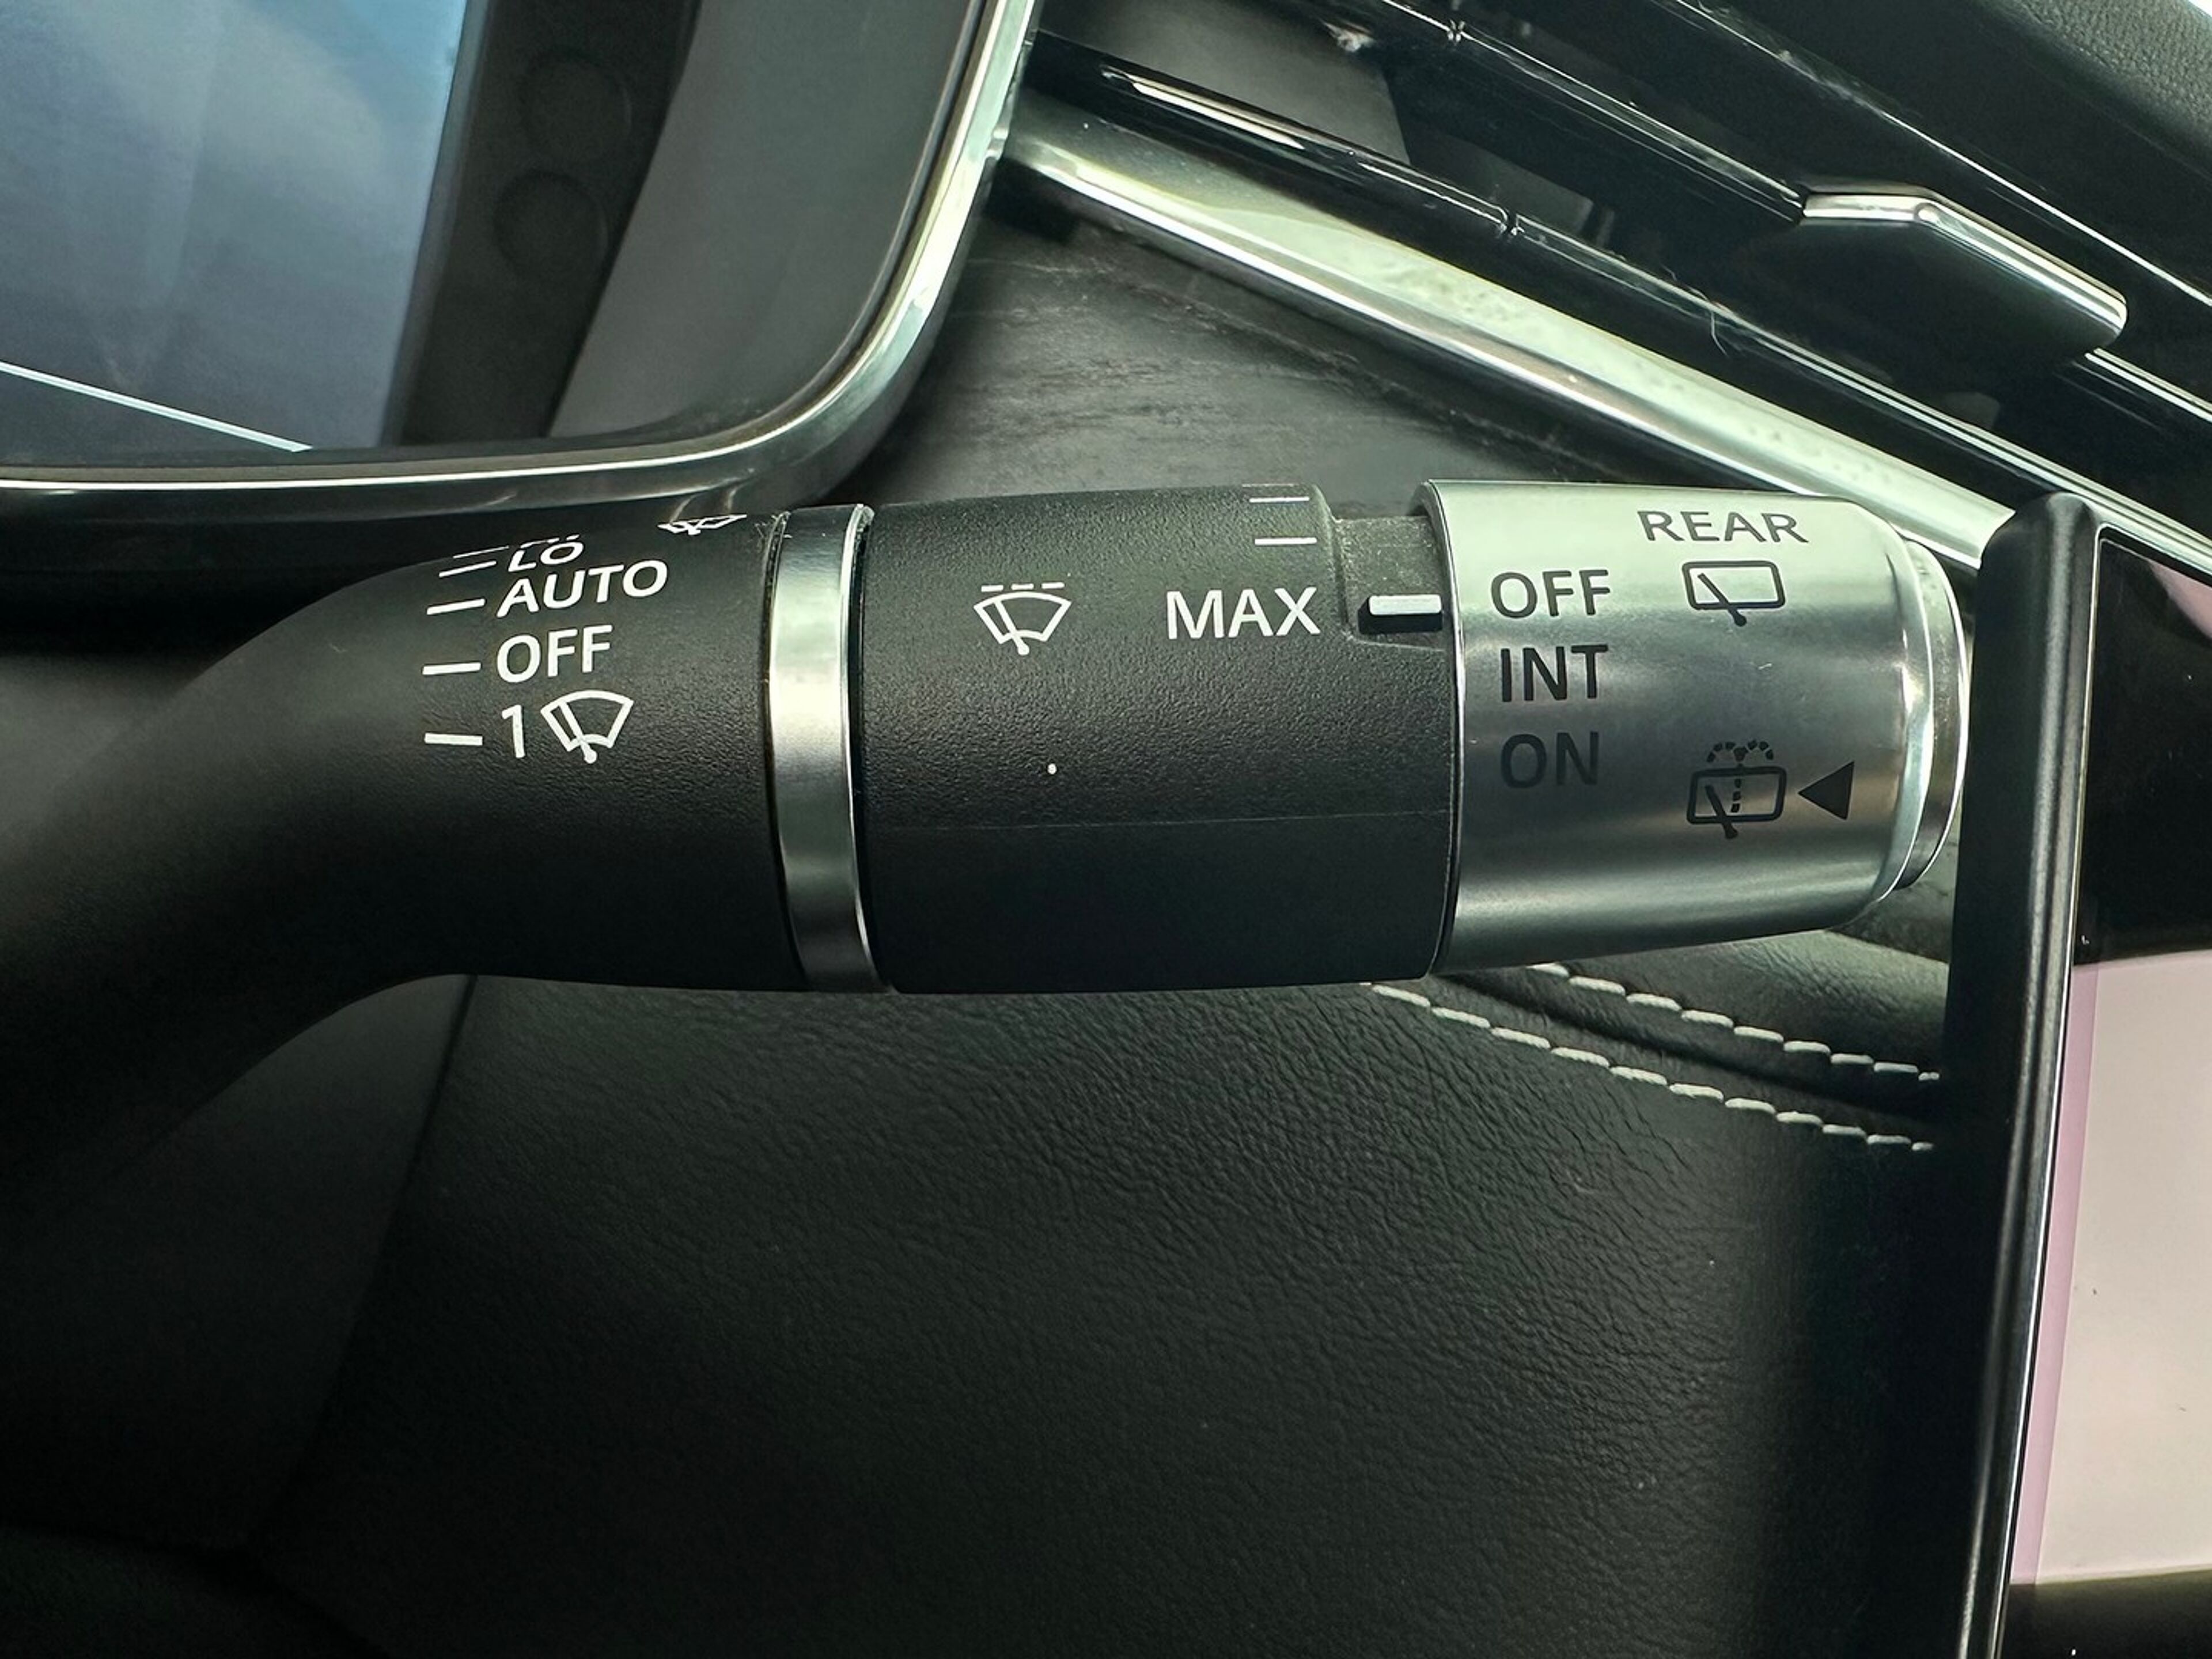 LO
AUTO
OFF
1
MAX
REAR
OFF
INT
ON